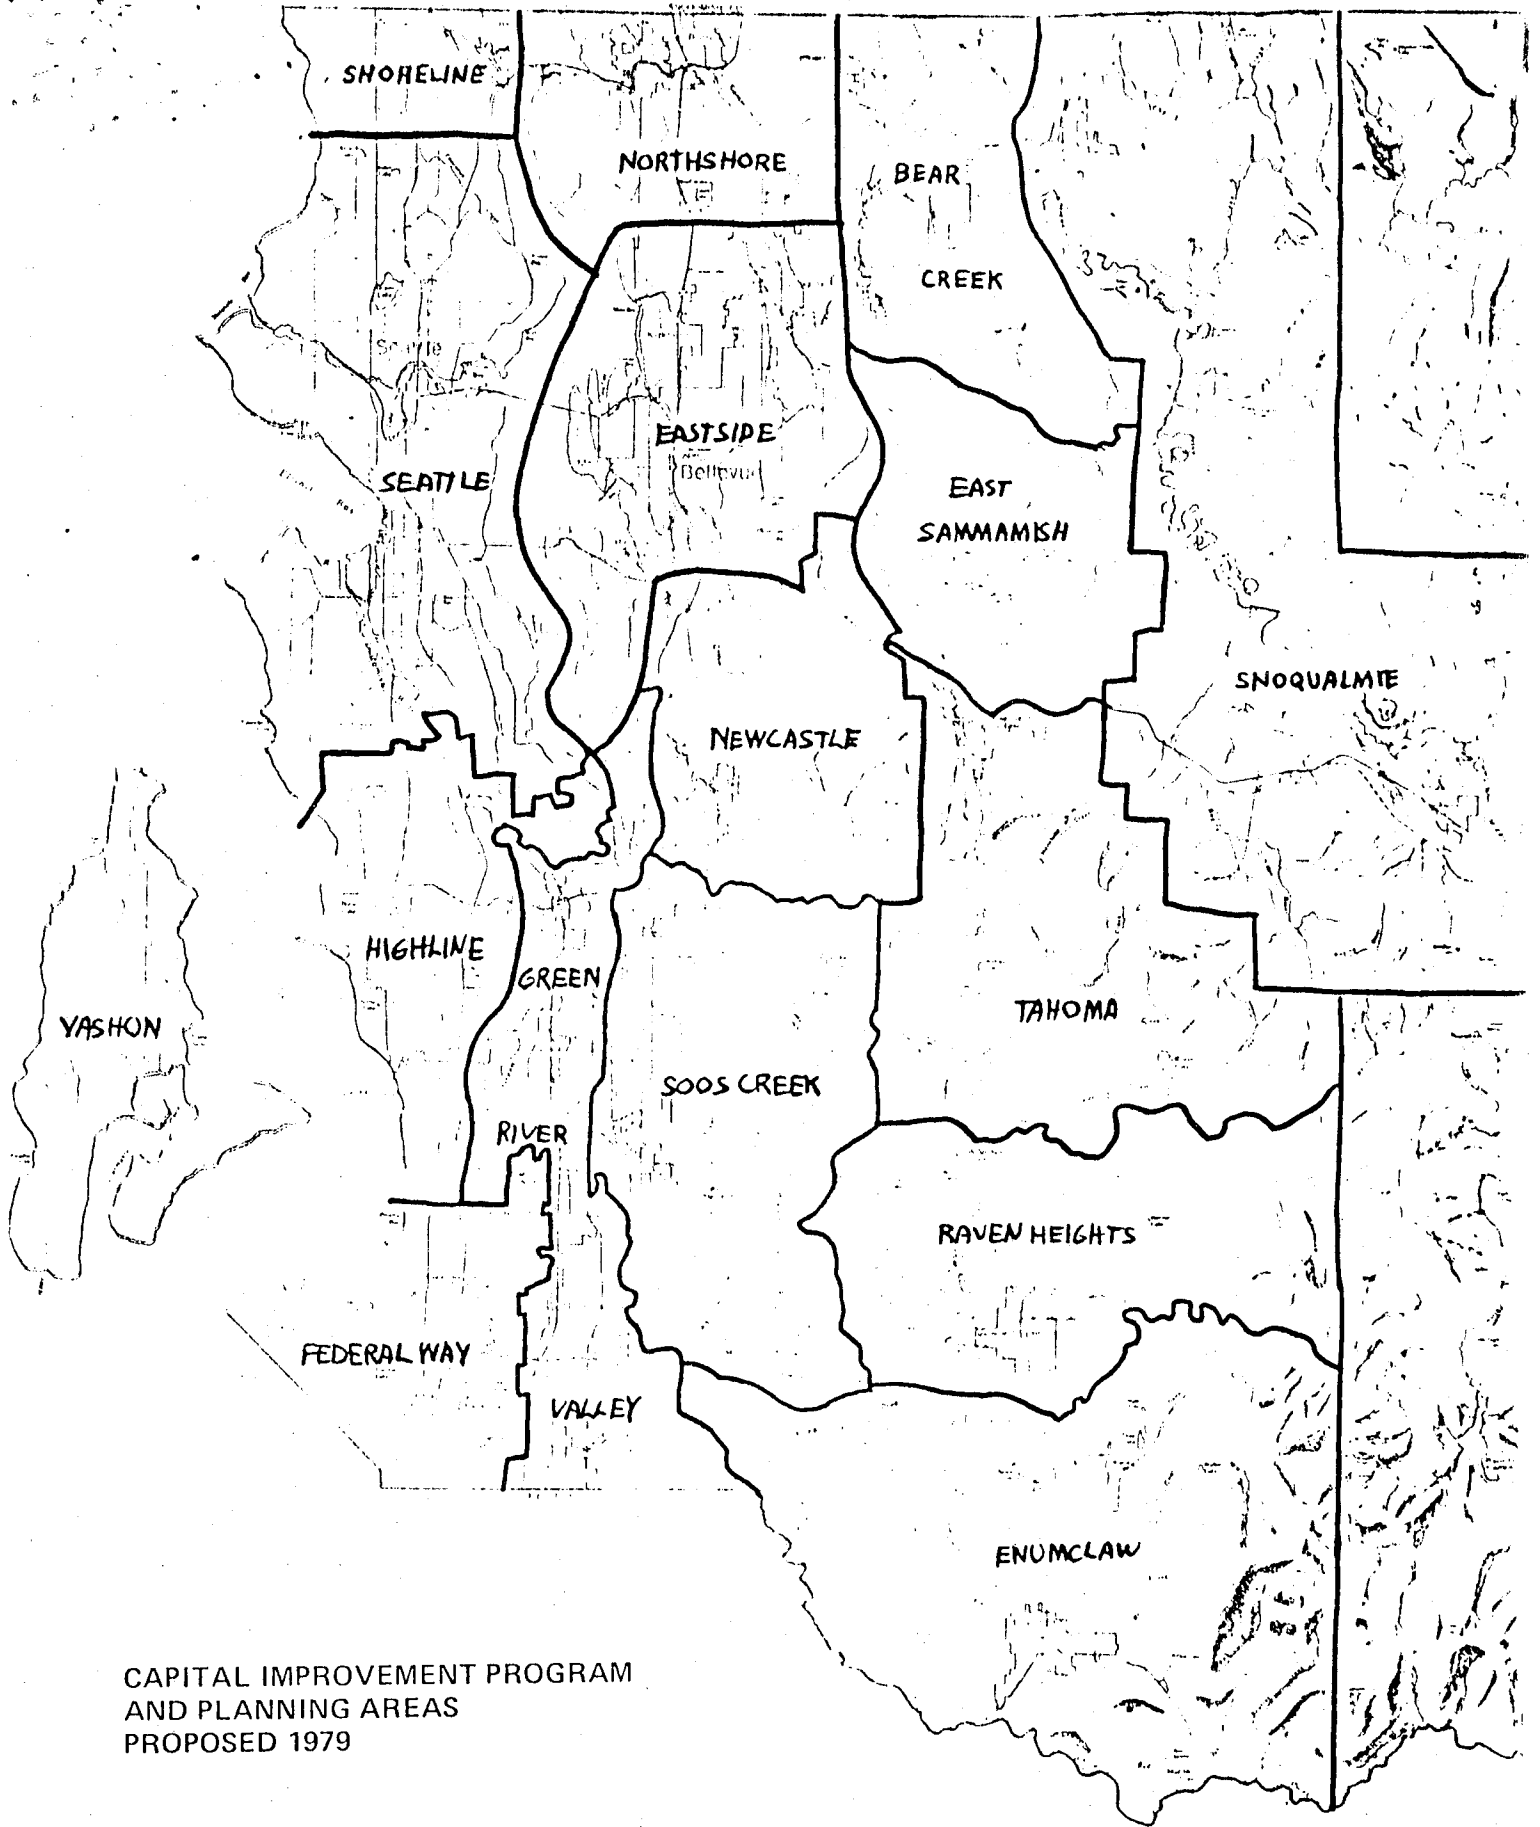 SHORELINE
NORTHSHORE
BEAR
CREEK
Seattle
EASTSIDE
Bellevue
SEATTLE
EAST
SAMMAMISH
SNOQUALMIE
NEWCASTLE
HIGHLINE
GREEN
VASHON
TAHOMA
SOOS CREEK
RIVER
RAVEN HEIGHTS
FEDERAL WAY
VALLEY
ENUMCLAW
CAPITAL IMPROVEMENT PROGRAM
AND PLANNING AREAS
PROPOSED 1979